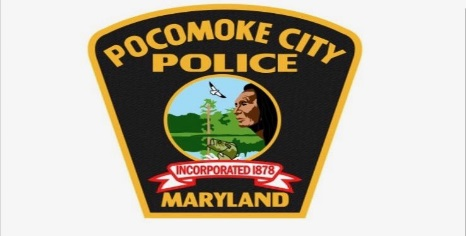 POCOMOKE CITY
POLICE
INCORPORATED 1878
MARYLAND